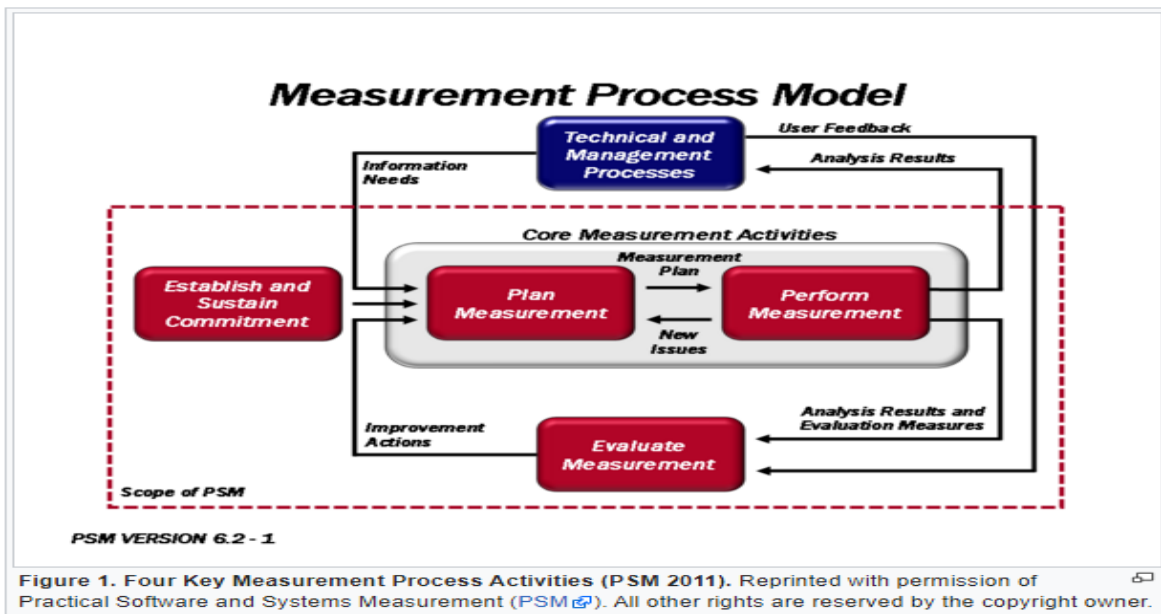 Measurement Process Model
Technical and
Management
Processes
User Feedback
Analysis Results
Information
Needs
Core Measurement Activities
Establish and
Sustain
Commitment
Plan
Measurement
Measurement
Plan
New
Issues
Perform
Measurement
Improvement
Actions
Evaluate
Measurement
Analysis Results and
Evaluation Measures
Scope of PSM
PSM VERSION 6.2 - 1
Figure 1. Four Key Measurement Process Activities (PSM 2011). Reprinted with permission of
Practical Software and Systems Measurement (PSM). All other rights are reserved by the copyright owner.